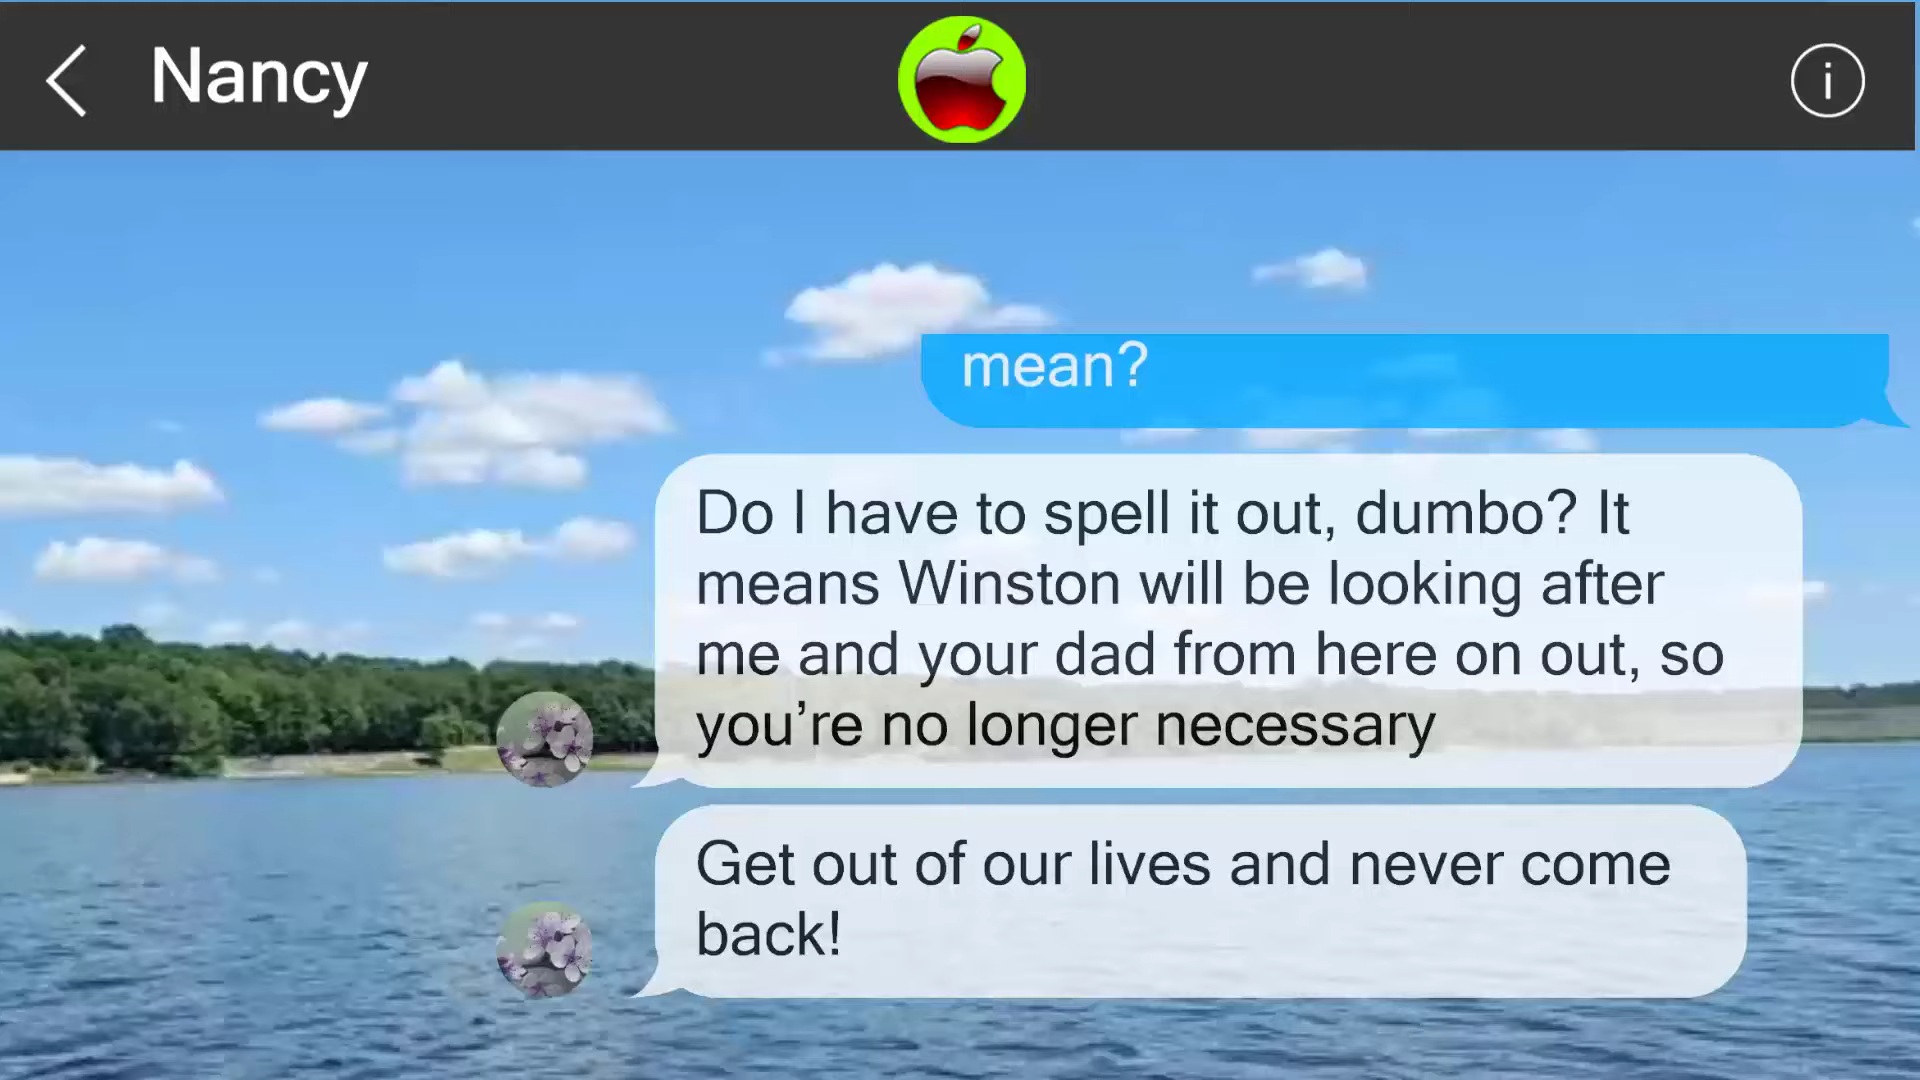 Nancy
mean?
Do I have to spell it out, dumbo? It
means Winston will be looking after
me and your dad from here on out, so
you’re no longer necessary
Get out of our lives and never come
back!